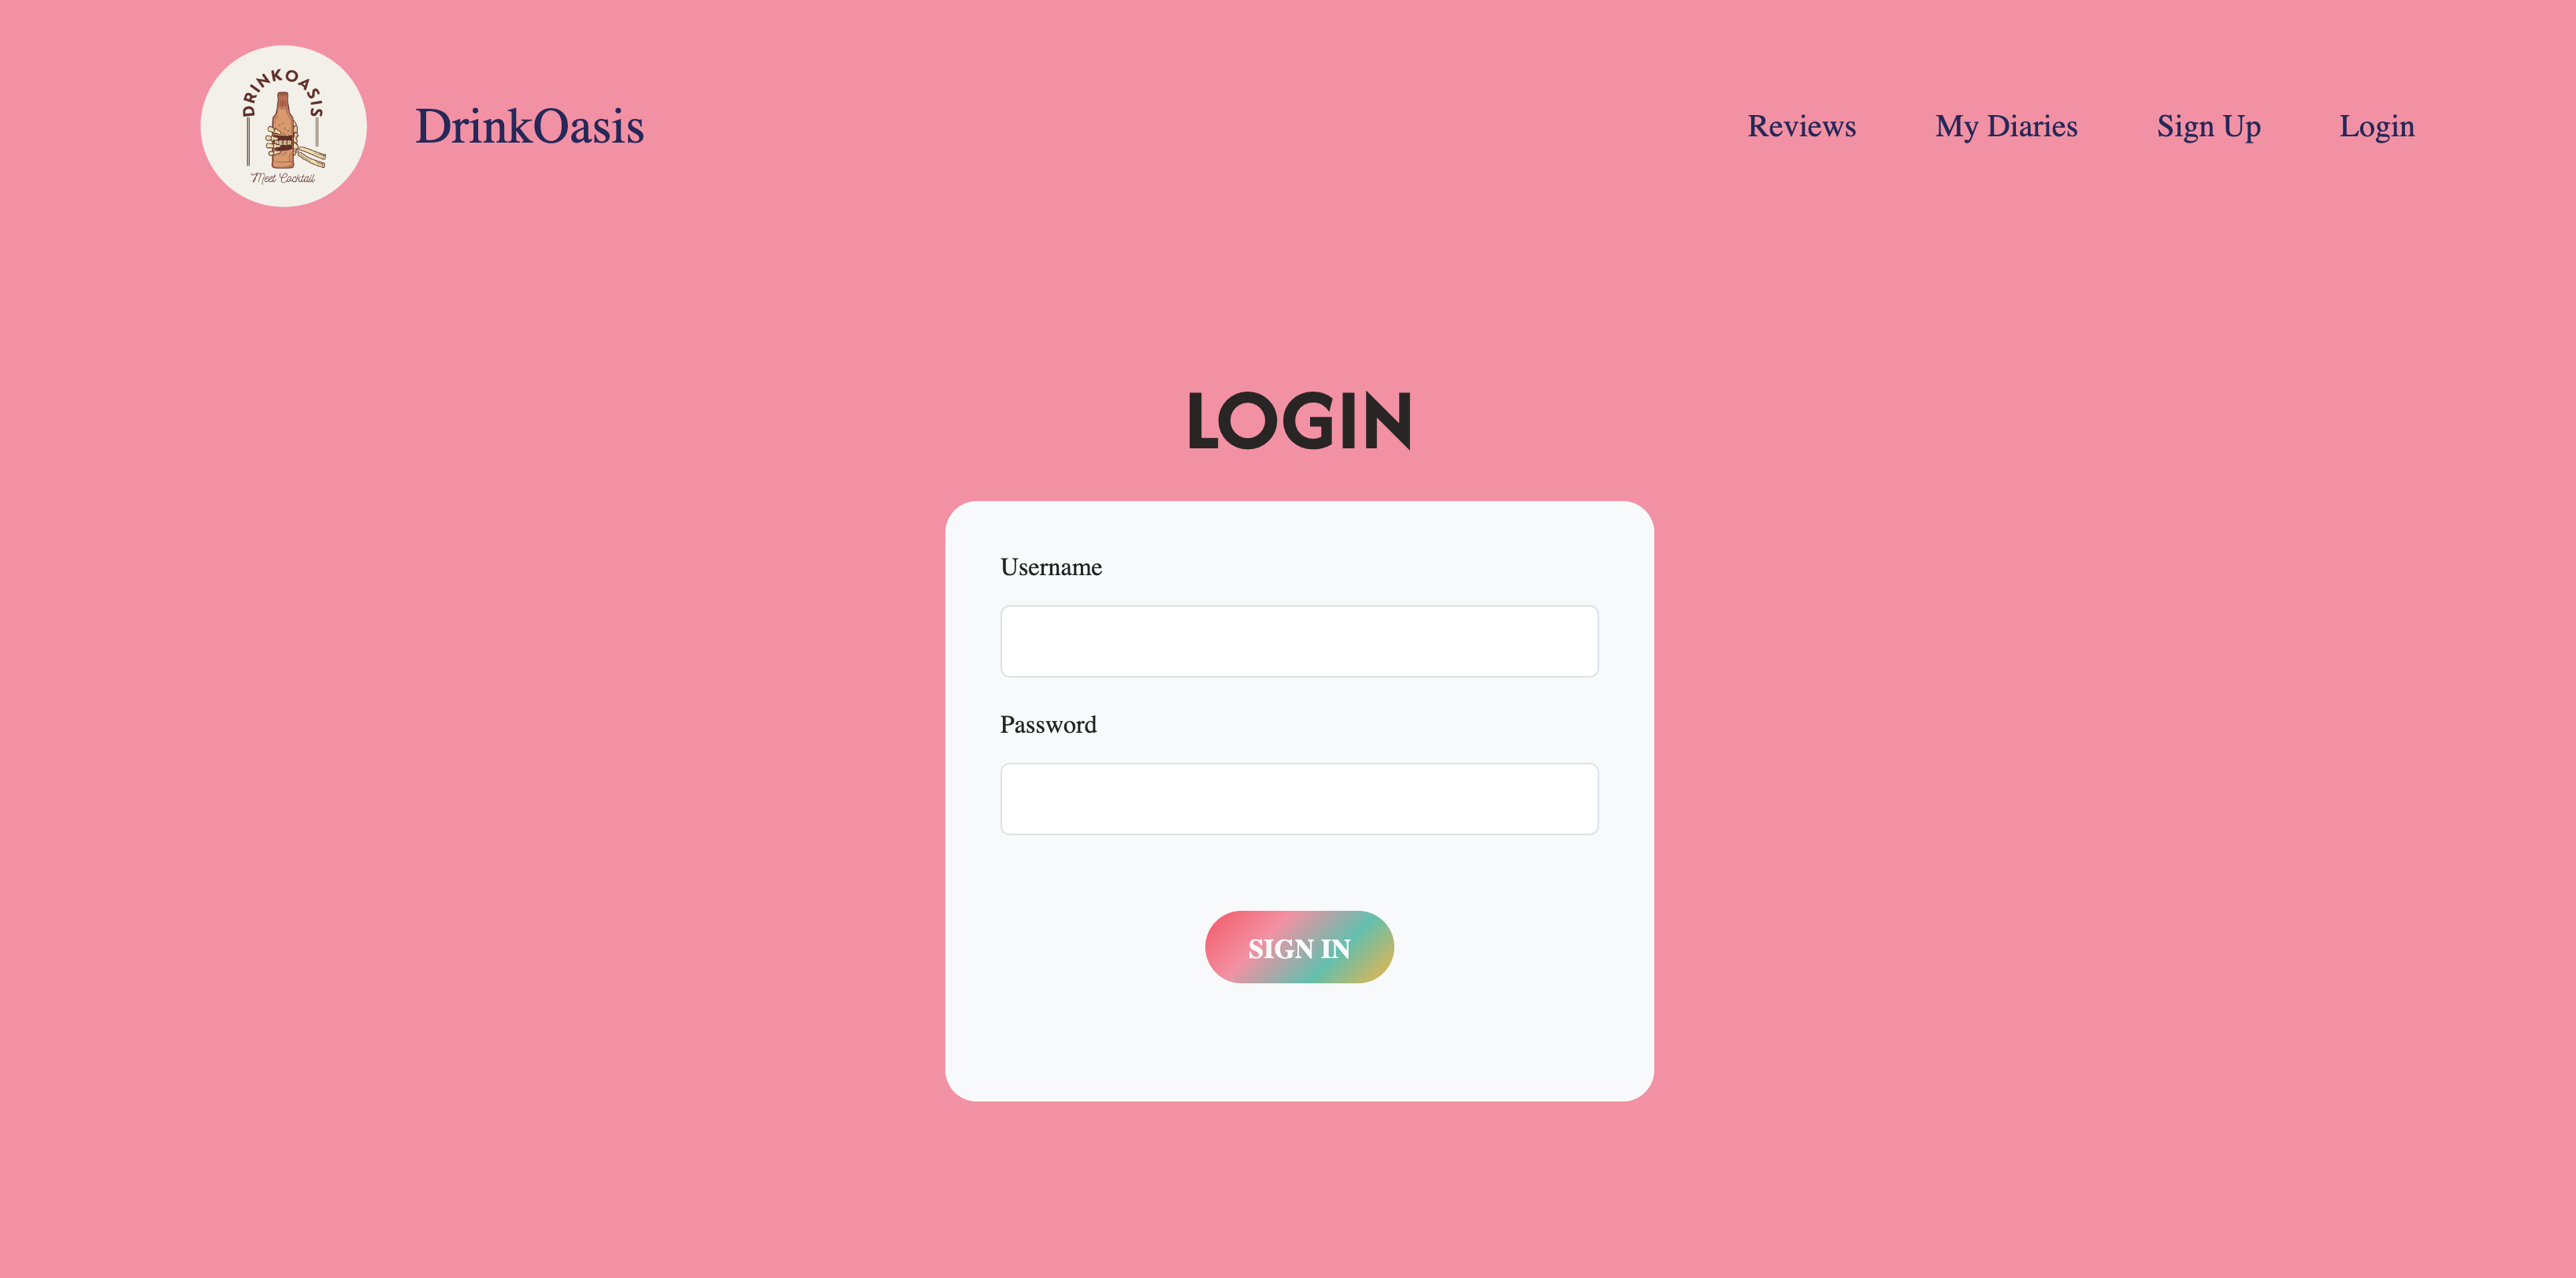 DRINKOASIS
BEER
Meet Cocktail
DrinkOasis
Reviews
My Diaries
Sign Up
Login
LOGIN
Username
Password
SIGN IN